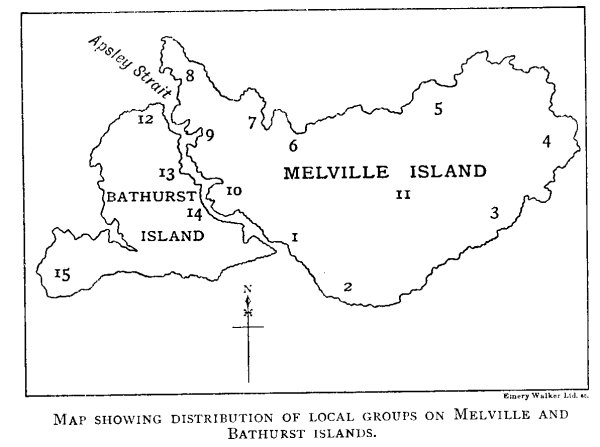 Apsley Strait
8
5
12
7
9
6
4
13
MELVILLE ISLAND
BATHURST
10
11
14
3
ISLAND
1
15
2
N
Emery Walker Ltd. sc.
MAP SHOWING DISTRIBUTION OF LOCAL GROUPS ON MELVILLE AND
BATHURST ISLANDS.